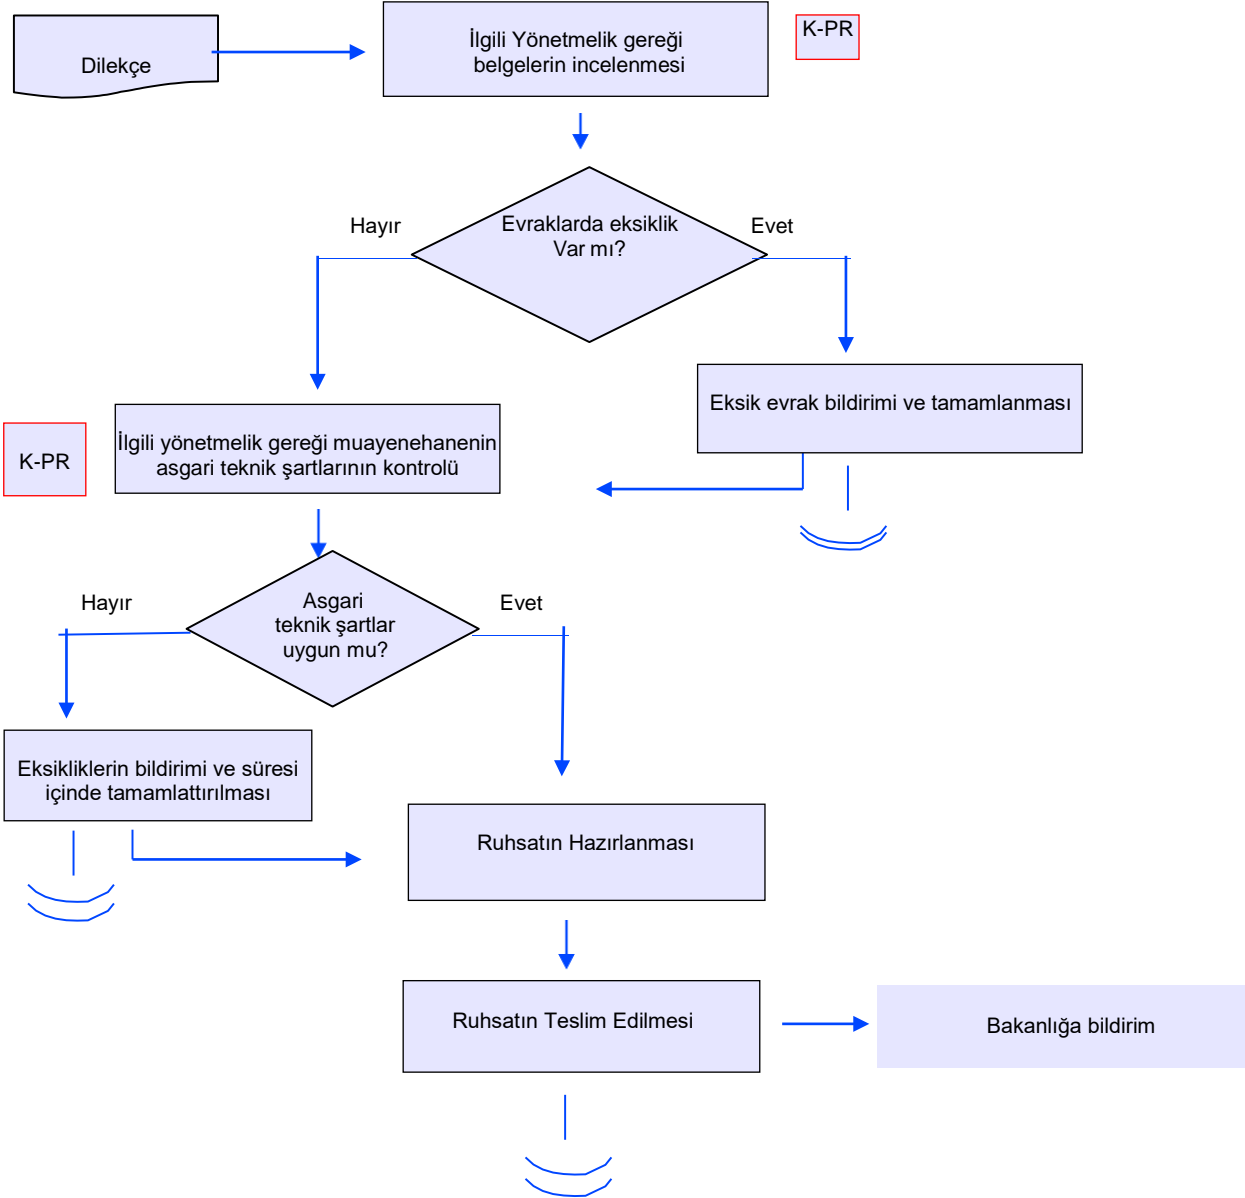 Dilekçe
İlgili Yönetmelik gereği
belgelerin incelenmesi
K-PR
Evraklarda eksiklik
Var mı?
Hayır
Evet
Eksik evrak bildirimi ve tamamlanması
K-PR
İlgili yönetmelik gereği muayenehanenin
asgari teknik şartlarının kontrolü
Hayır
Asgari
teknik şartlar
uygun mu?
Evet
Eksikliklerin bildirimi ve süresi
içinde tamamlattırılması
Ruhsatın Hazırlanması
Ruhsatın Teslim Edilmesi
Bakanlığa bildirim